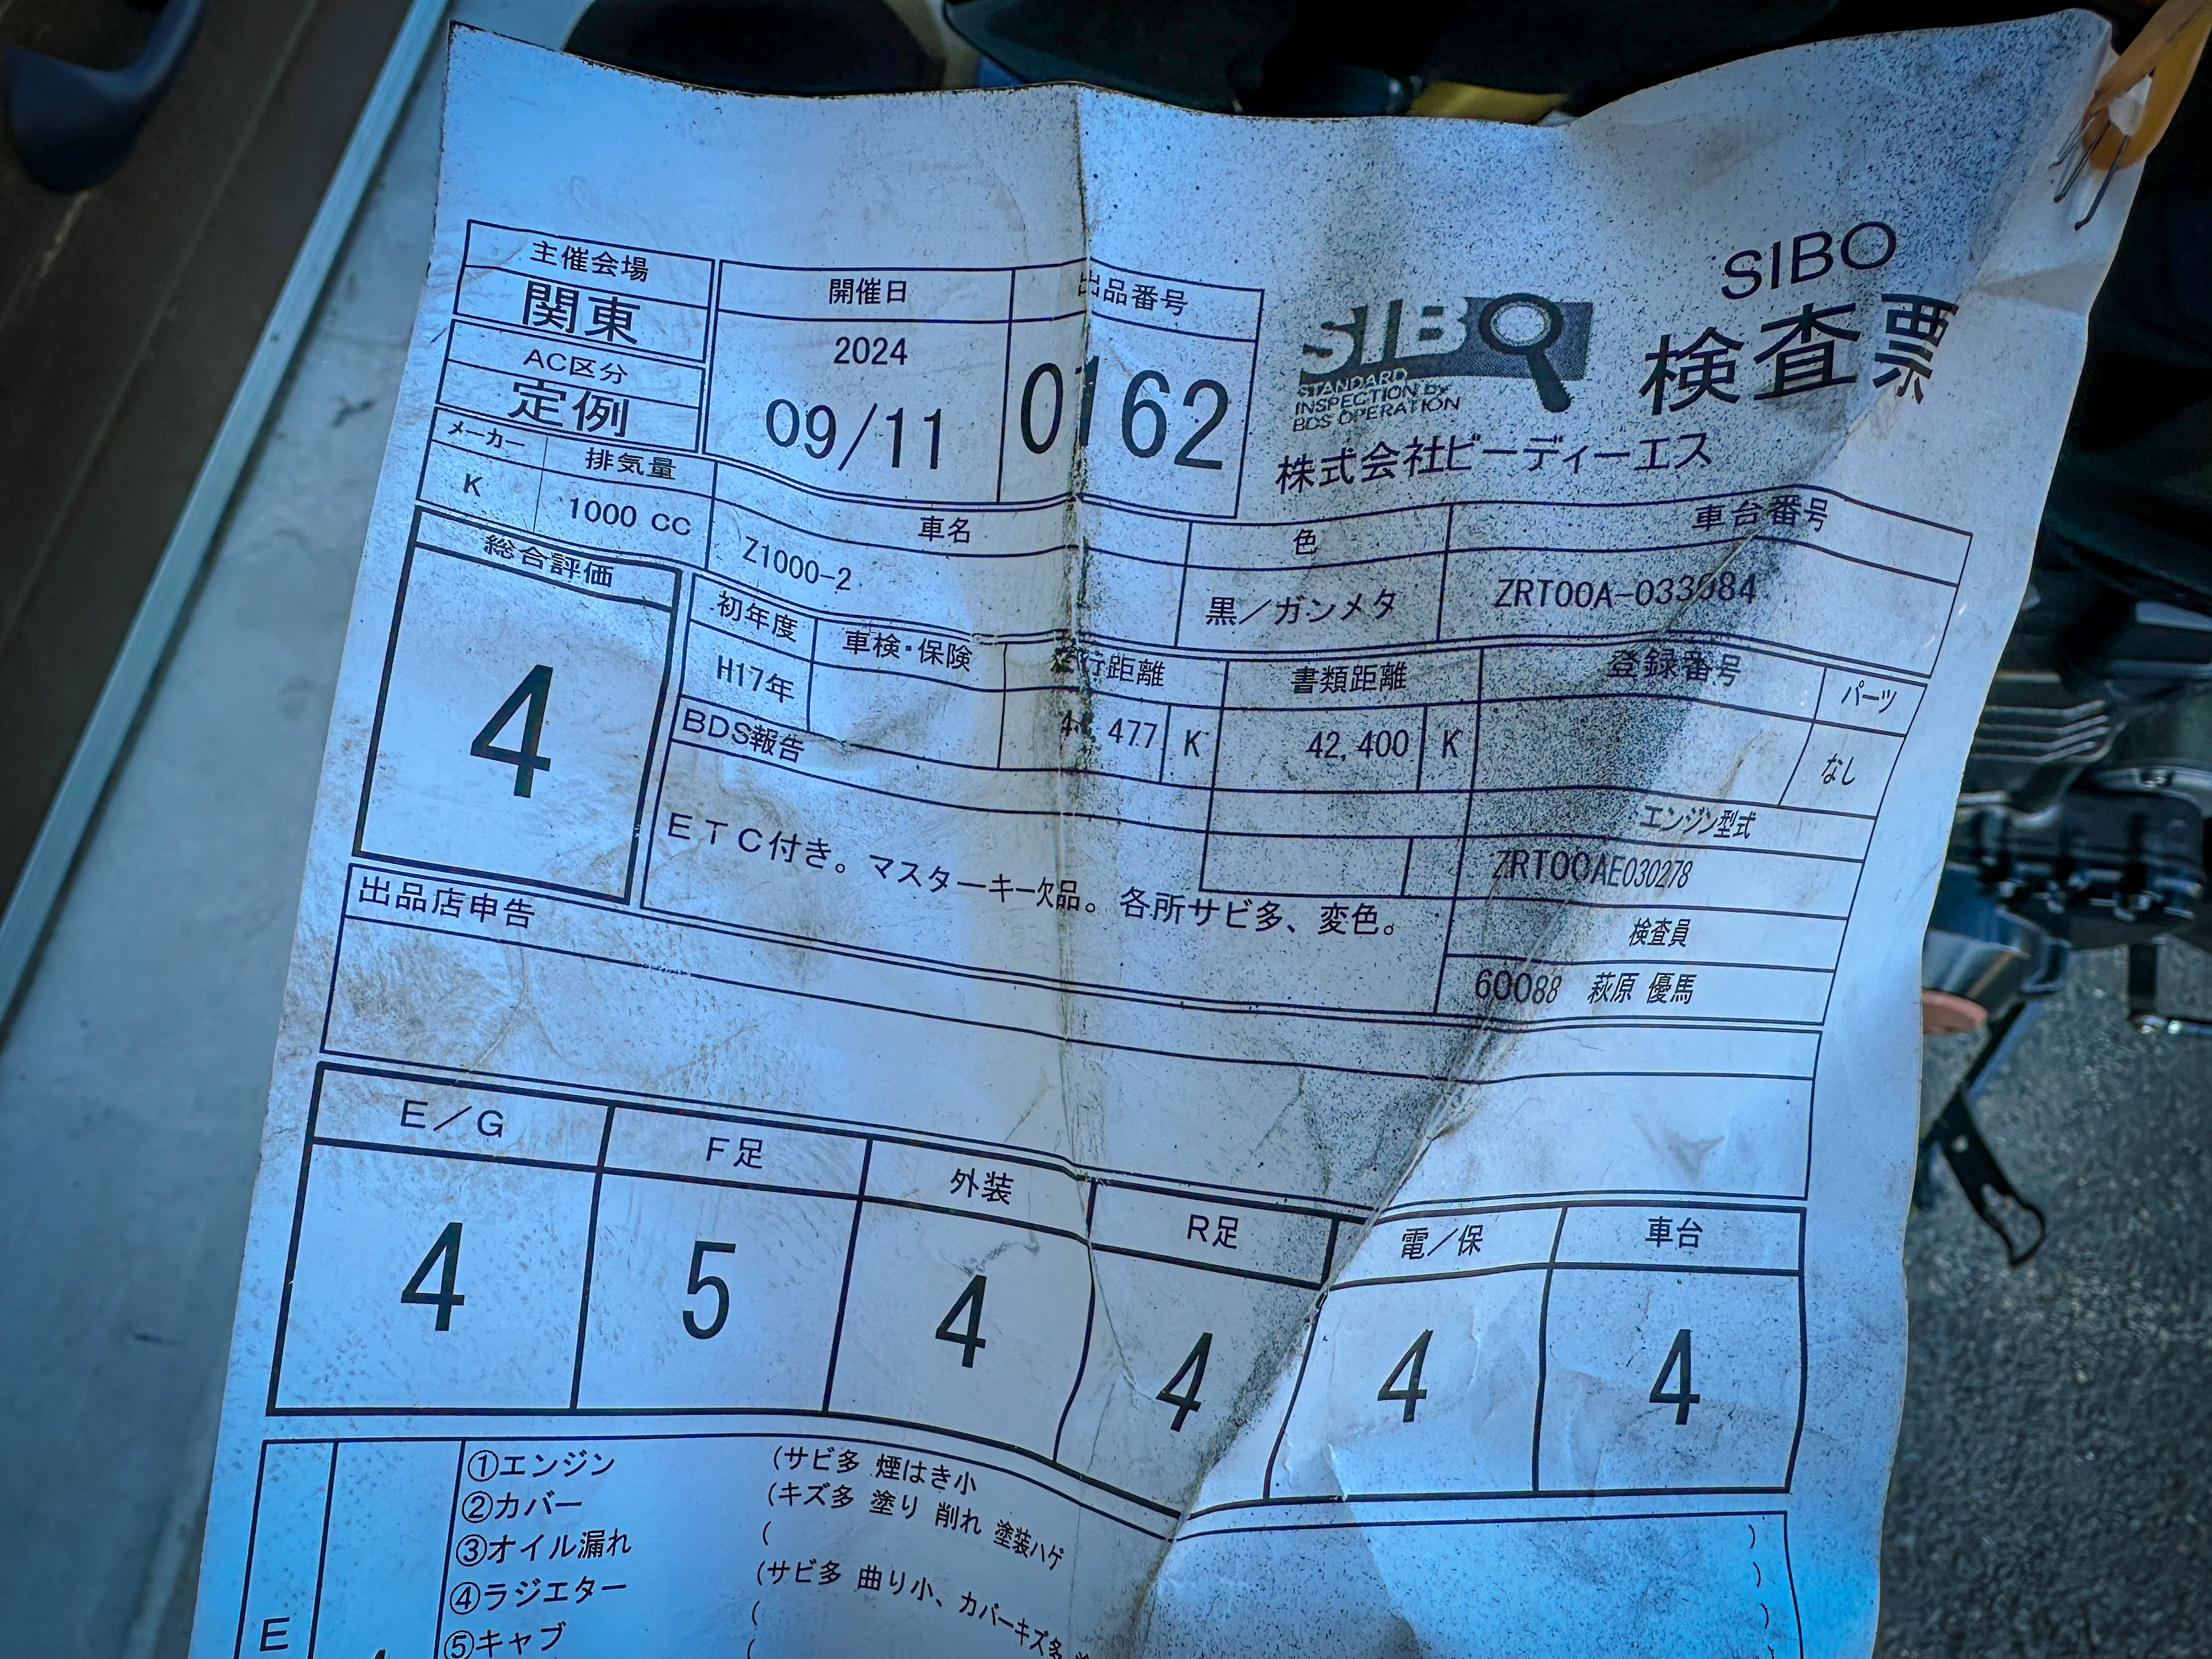 SIBO
検査票
SIBO
STANDARD
INSPECTION by
BDS OPERATION
株式会社ビーディーエス
主催会場
関東
AC区分
定例
開催日
2024
09/11
出品番号
0162
メーカー 排気量 車名 色 車台番号
K 1000 CC Z1000-2 黒／ガンメタ ZRT00A-033984
総合評価
4
初年度 車検・保険 走行距離 書類距離 登録番号 パーツ
H17年 477 K 42,400 K なし
BDS報告
ETC付き。マスターキー欠品。各所サビ多、変色。
エンジン型式
ZRT00AE030278
検査員
60088 萩原 優馬
出品店申告
E／G F足 外装 R足 電／保 車台
4 5 4 4 4 4
E
①エンジン (サビ多 煙はき小 )
②カバー (キズ多 塗り 削れ 塗装ハゲ )
③オイル漏れ ( )
④ラジエター (サビ多 曲り小、カバーキズ多
⑤キャブ (